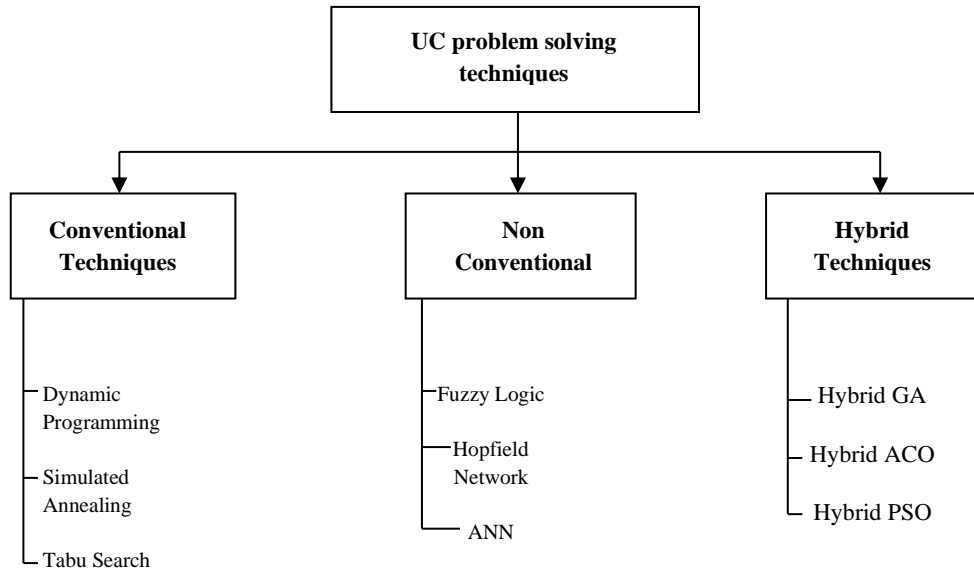 UC problem solving
techniques
Conventional
Techniques
Non
Conventional
Hybrid
Techniques
Dynamic
Programming
Simulated
Annealing
Tabu Search
Fuzzy Logic
Hopfield
Network
ANN
Hybrid GA
Hybrid ACO
Hybrid PSO